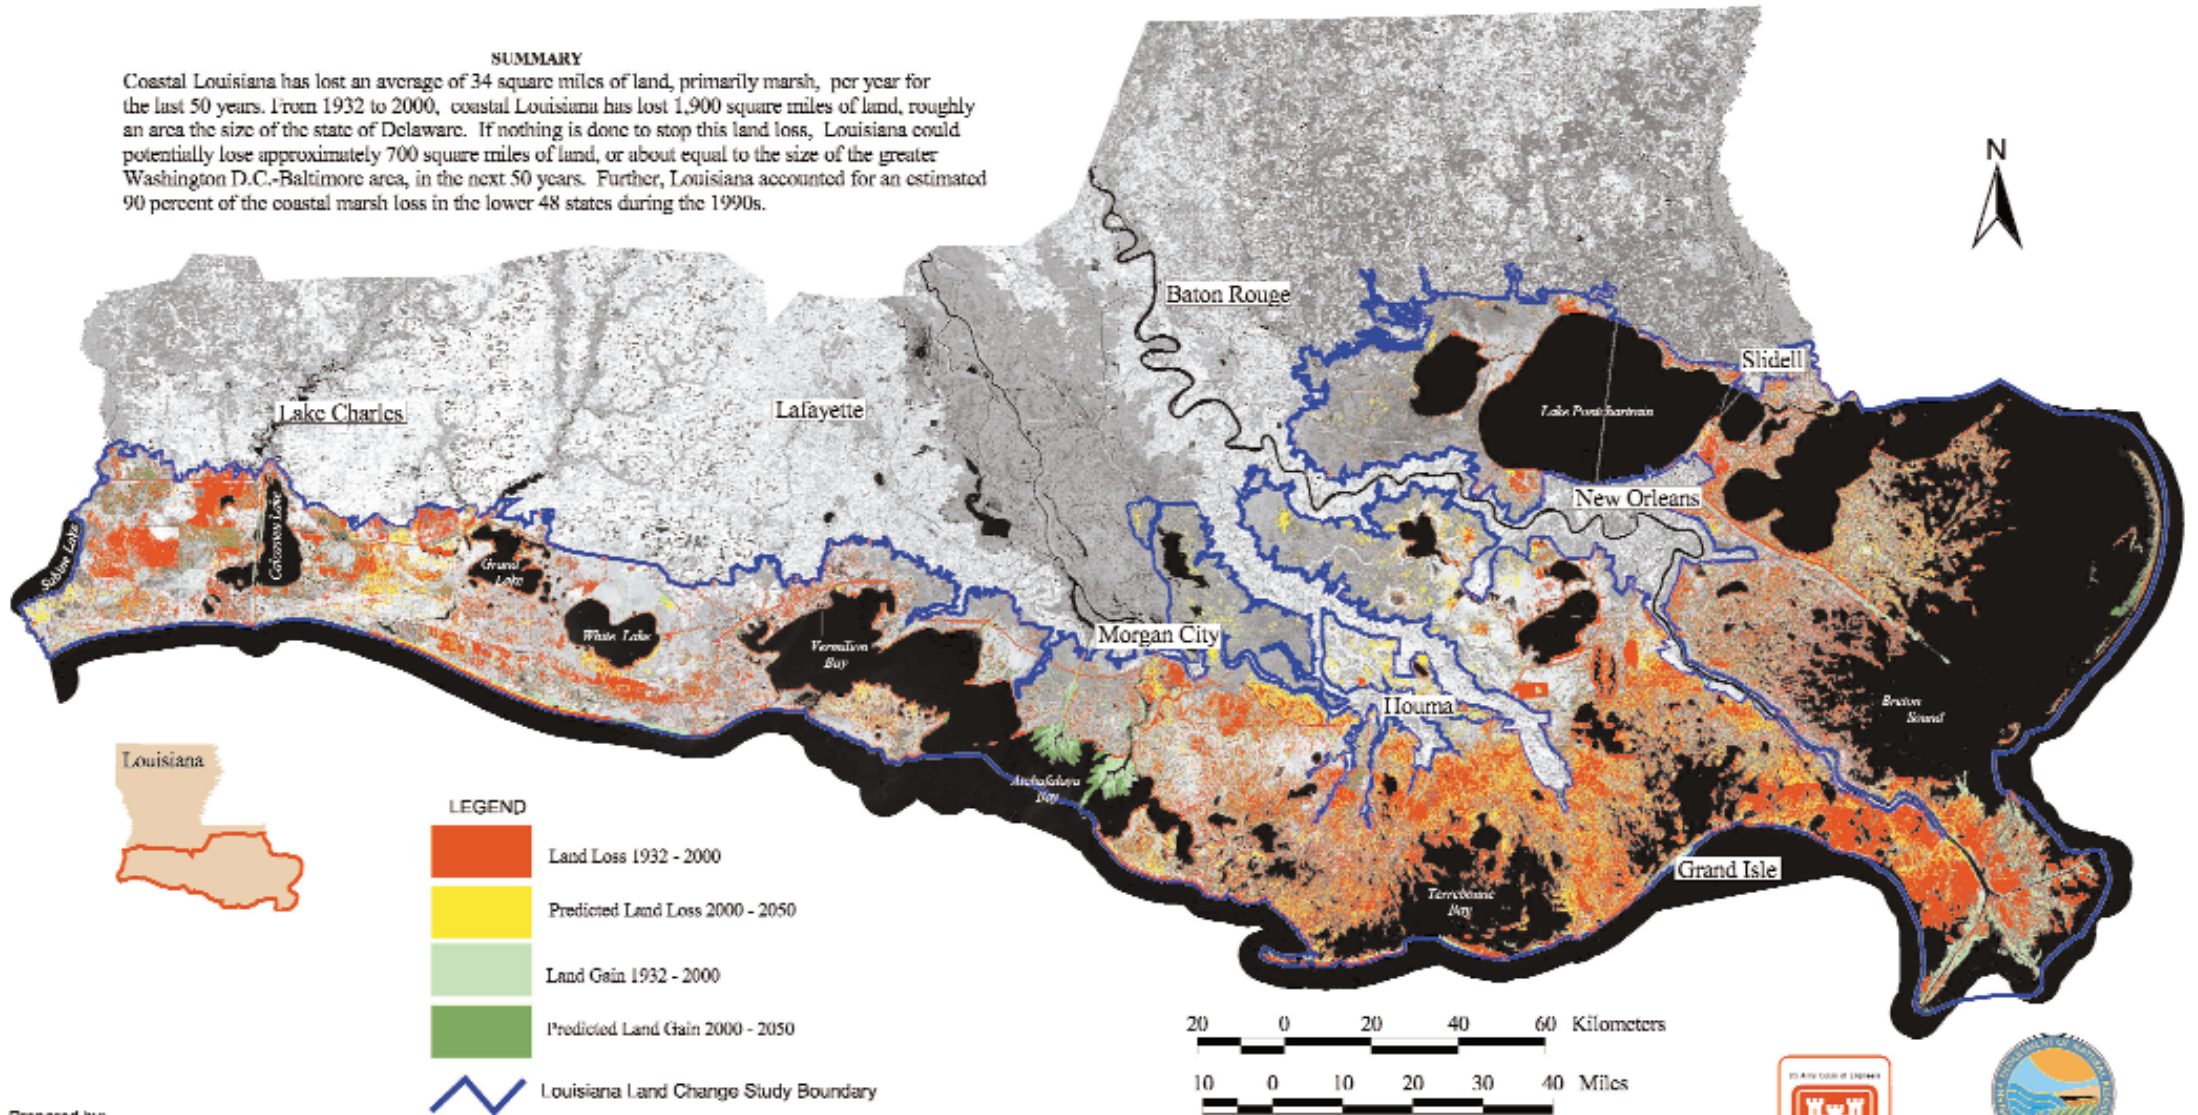 SUMMARY
Coastal Louisiana has lost an average of 34 square miles of land, primarily marsh, per year for
the last 50 years. From 1932 to 2000, coastal Louisiana has lost 1,900 square miles of land, roughly
an area the size of the state of Delaware. If nothing is done to stop this land loss, Louisiana could
potentially lose approximately 700 square miles of land, or about equal to the size of the greater
Washington D.C.-Baltimore area, in the next 50 years. Further, Louisiana accounted for an estimated
90 percent of the coastal marsh loss in the lower 48 states during the 1990s.
N
Baton Rouge
Slidell
Lake Charles
Lafayette
Lake Pontchartrain
New Orleans
Sabine Lake
Calcasieu Lake
Grand
Lake
White Lake
Vermilion
Bay
Morgan City
Houma
Breton
Sound
Atchafalaya
Bay
Terrebonne
Bay
Grand Isle
Louisiana
LEGEND
Land Loss 1932 - 2000
Predicted Land Loss 2000 - 2050
Land Gain 1932 - 2000
Predicted Land Gain 2000 - 2050
Louisiana Land Change Study Boundary
20 0 20 40 60 Kilometers
10 0 10 20 30 40 Miles
US Army Corps of Engineers
Prepared by: